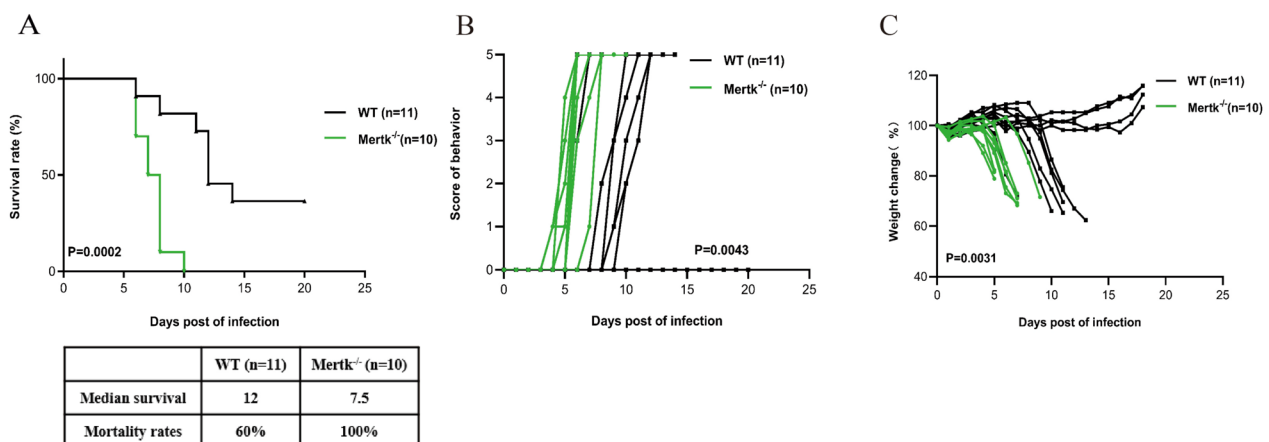 A
Survival rate (%)
100
50
0
0 5 10 15 20 25
P=0.0002
WT (n=11)
Mertk-/-(n=10)
Days post of infection
WT (n=11) Mertk-/- (n=10)
Median survival 12 7.5
Mortality rates 60% 100%
B
Score of behavior
5
4
3
2
1
0
0 5 10 15 20 25
P=0.0043
WT (n=11)
Mertk-/- (n=10)
Days post of infection
C
Weight change( %)
120
100
80
60
40
0 5 10 15 20 25
P=0.0031
WT (n=11)
Mertk-/- (n=10)
Days post of infection